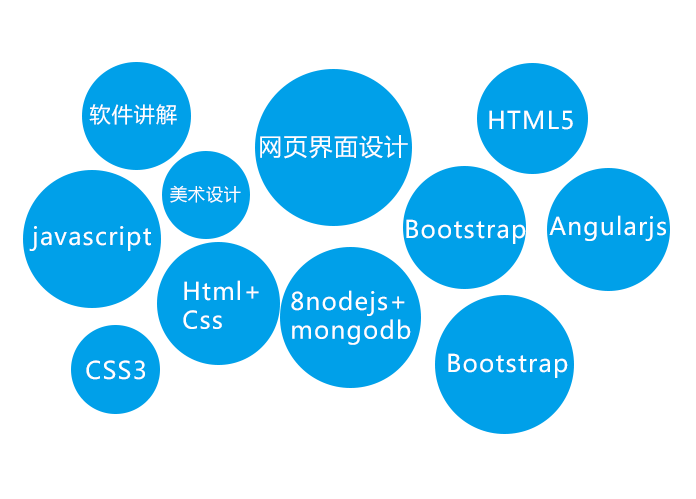 软件讲解
网页界面设计
HTML5
美术设计
javascript
Bootstrap
Angularjs
Html+
Css
8nodejs+
mongodb
CSS3
Bootstrap